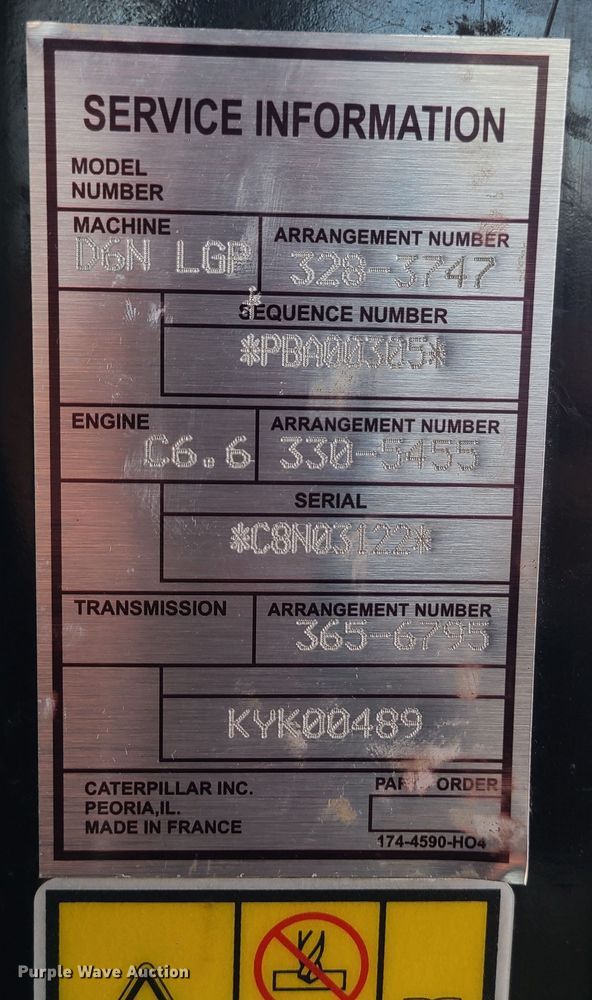 SERVICE INFORMATION
MODEL
NUMBER
MACHINE
D6N LGP
ARRANGEMENT NUMBER
328-3747
SEQUENCE NUMBER
*PBA00305*
ENGINE
C6.6
ARRANGEMENT NUMBER
330-5455
SERIAL
*C8N03122*
TRANSMISSION
ARRANGEMENT NUMBER
365-6795
KYK00489
CATERPILLAR INC.
PEORIA,IL.
MADE IN FRANCE
PART ORDER
174-4590-HO4
Purple Wave Auction